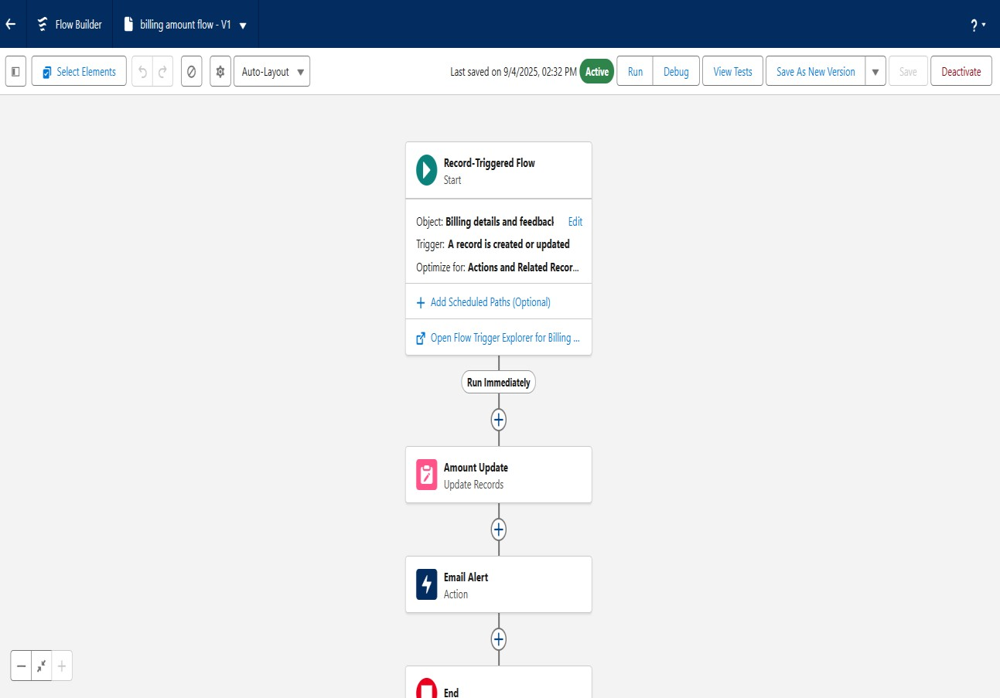 Flow Builder
billing amount flow - V1
?
Select Elements
Auto-Layout
Last saved on 9/4/2025, 02:32 PM
Active
Run
Debug
View Tests
Save As New Version
Save
Deactivate
Record-Triggered Flow
Start
Object: Billing details and feedback
Edit
Trigger: A record is created or updated
Optimize for: Actions and Related Recor...
+ Add Scheduled Paths (Optional)
Open Flow Trigger Explorer for Billing ...
Run Immediately
Amount Update
Update Records
Email Alert
Action
End